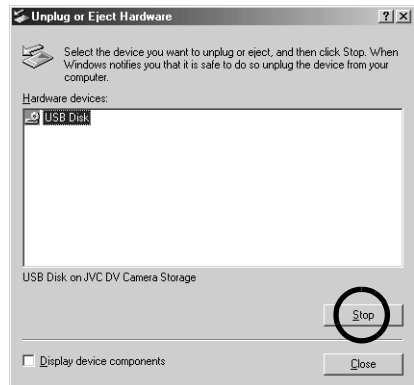 Unplug or Eject Hardware
Select the device you want to unplug or eject, and then click Stop. When
Windows notifies you that it is safe to do so unplug the device from your
computer.
Hardware devices:
USB Disk
USB Disk on JVC DV Camera Storage
Stop
Display device components
Close